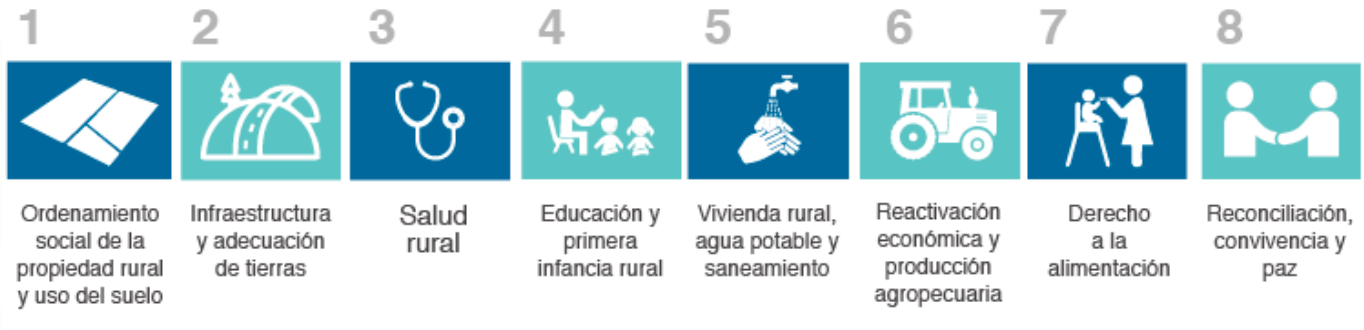 1
Ordenamiento
social de la
propiedad rural
y uso del suelo
2
Infraestructura
y adecuación
de tierras
3
Salud
rural
4
Educación y
primera
infancia rural
5
Vivienda rural,
agua potable y
saneamiento
6
Reactivación
económica y
producción
agropecuaria
7
Derecho
a la
alimentación
8
Reconciliación,
convivencia y
paz